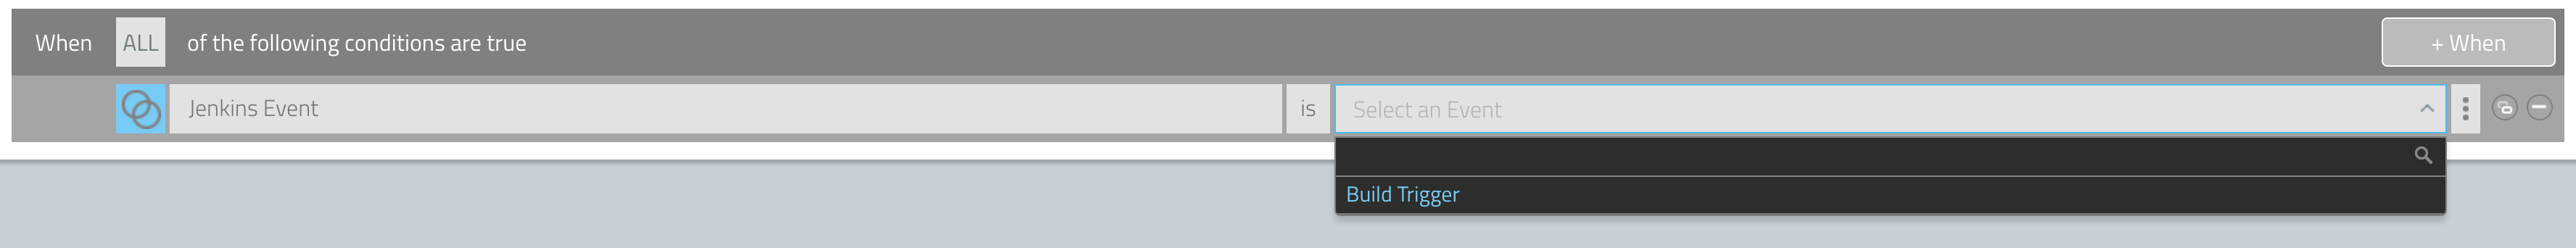 When ALL of the following conditions are true + When
Jenkins Event is Select an Event
Build Trigger